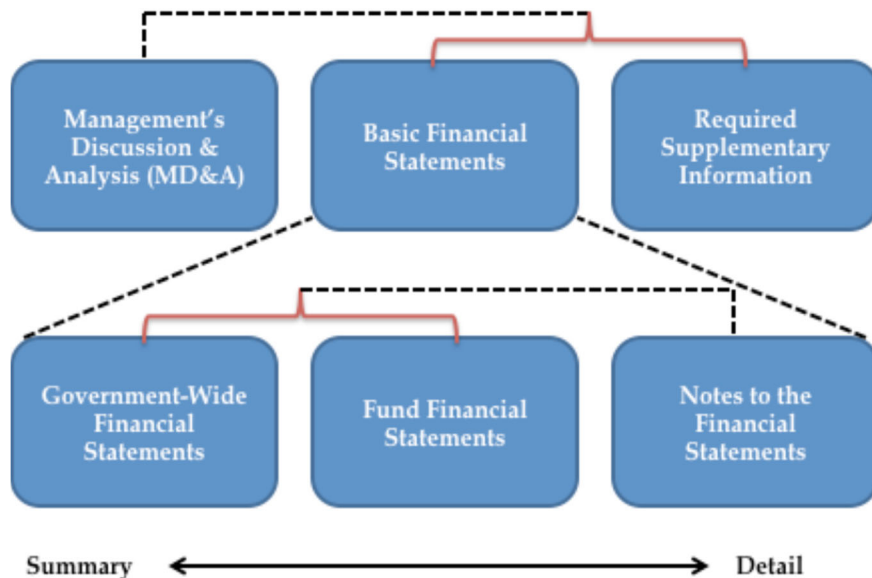 Management's
Discussion &
Analysis (MD&A)
Basic Financial
Statements
Required
Supplementary
Information
Government-Wide
Financial
Statements
Fund Financial
Statements
Notes to the
Financial
Statements
Summary
Detail